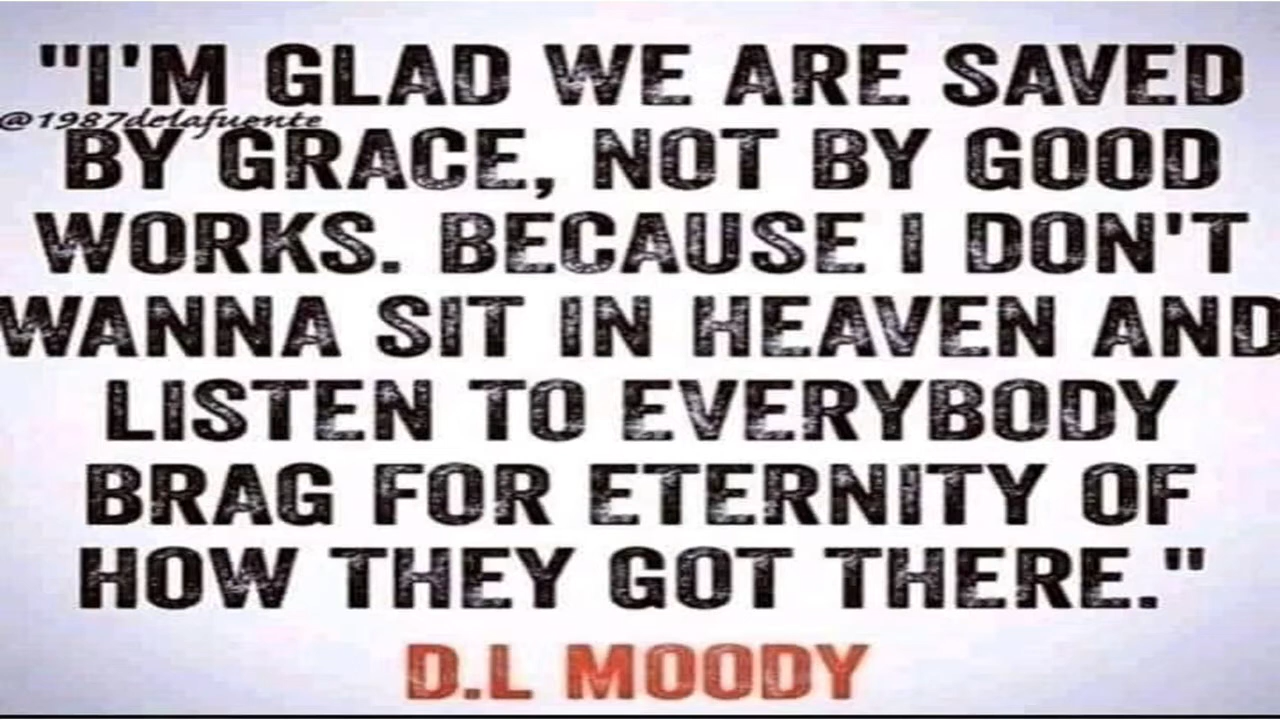 "I'M GLAD WE ARE SAVED
@1987delafuente
BY GRACE, NOT BY GOOD
WORKS. BECAUSE I DON'T
WANNA SIT IN HEAVEN AND
LISTEN TO EVERYBODY
BRAG FOR ETERNITY OF
HOW THEY GOT THERE."
D.L MOODY